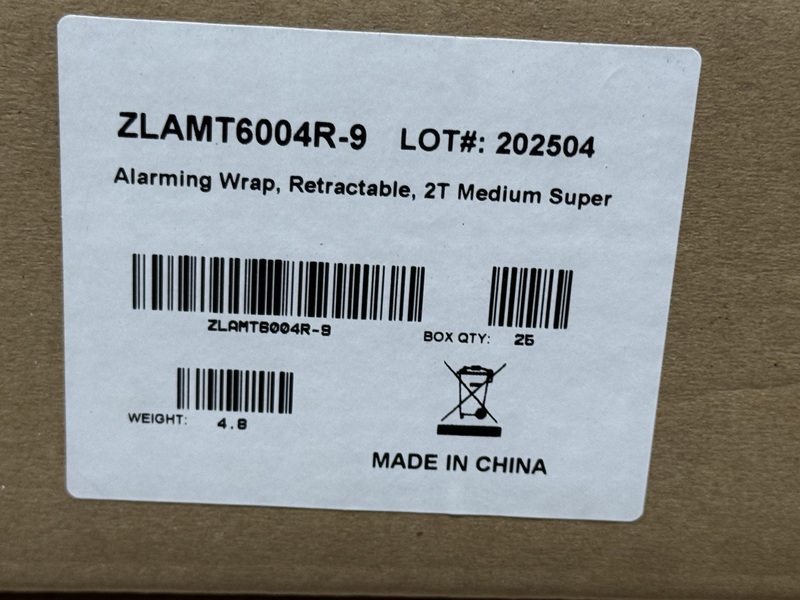 ZLAMT6004R-9 LOT#: 202504
Alarming Wrap, Retractable, 2T Medium Super
ZLAMT6004R-9
BOX QTY: 25
WEIGHT: 4.8
MADE IN CHINA